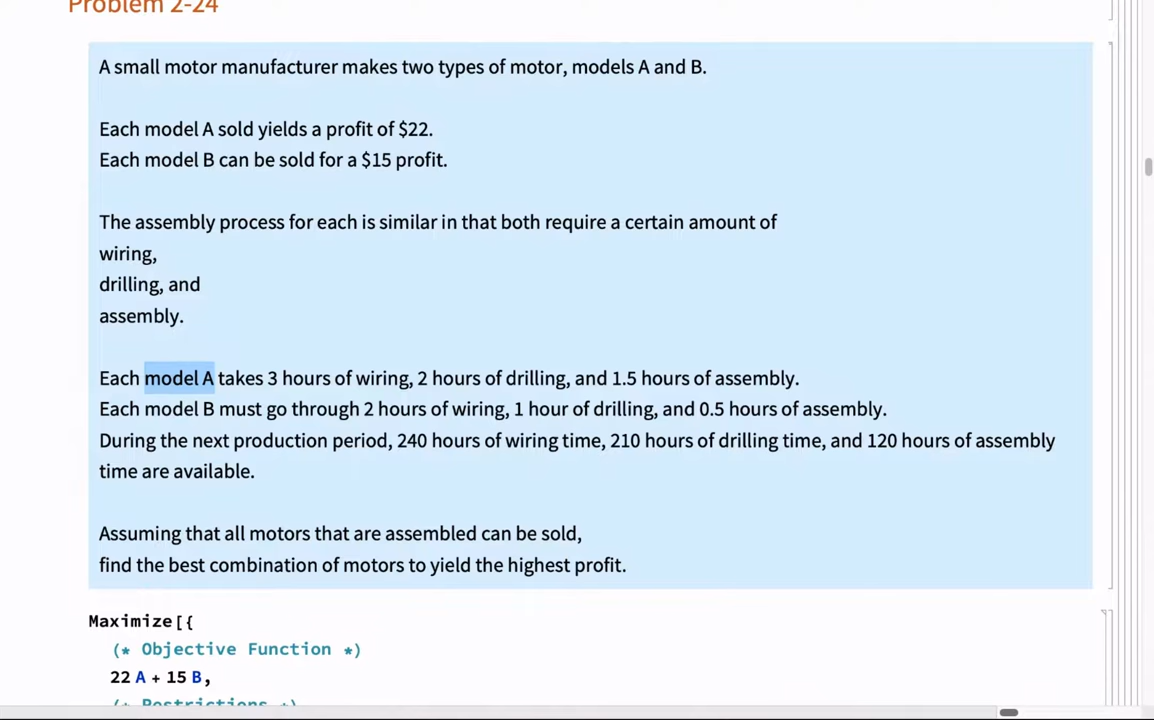 Problem 2-24
A small motor manufacturer makes two types of motor, models A and B.
Each model A sold yields a profit of $22.
Each model B can be sold for a $15 profit.
The assembly process for each is similar in that both require a certain amount of
wiring,
drilling, and
assembly.
Each model A takes 3 hours of wiring, 2 hours of drilling, and 1.5 hours of assembly.
Each model B must go through 2 hours of wiring, 1 hour of drilling, and 0.5 hours of assembly.
During the next production period, 240 hours of wiring time, 210 hours of drilling time, and 120 hours of assembly
time are available.
Assuming that all motors that are assembled can be sold,
find the best combination of motors to yield the highest profit.
Maximize[{
(* Objective Function *)
22 A + 15 B,
(* Restrictions *)